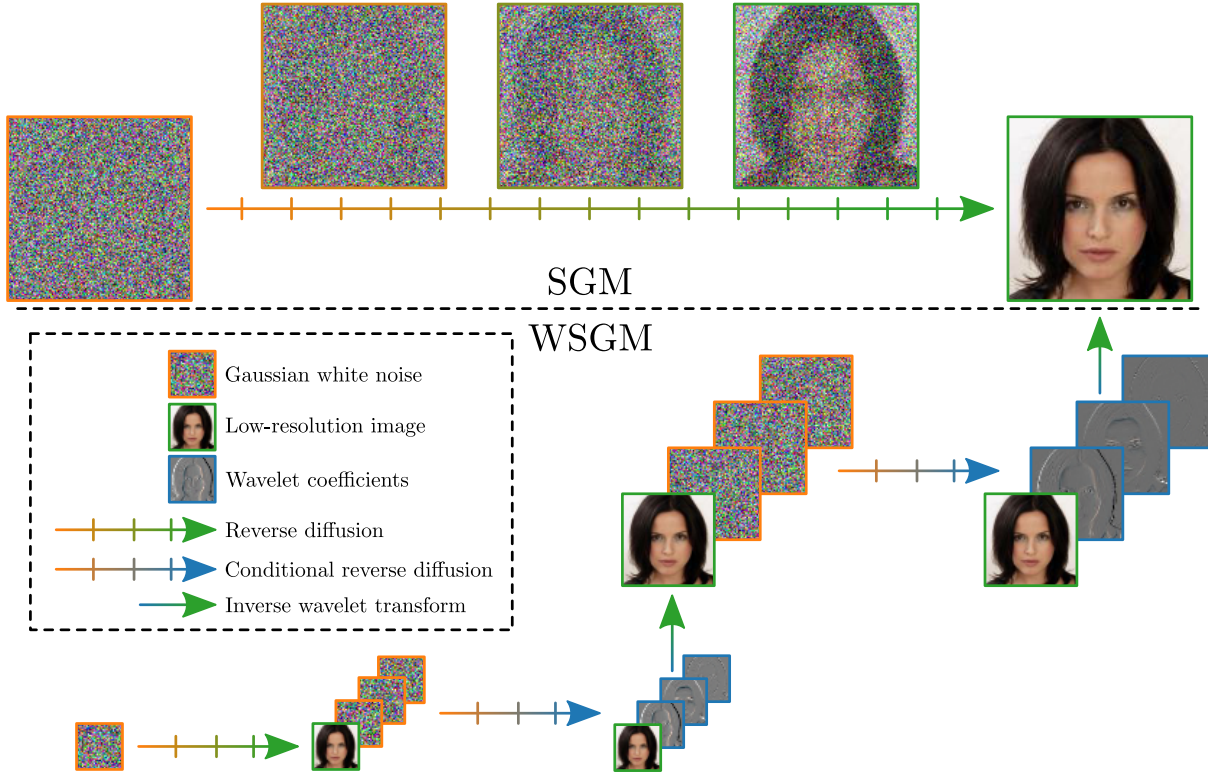 SGM
WSGM
Gaussian white noise
Low-resolution image
Wavelet coefficients
Reverse diffusion
Conditional reverse diffusion
Inverse wavelet transform